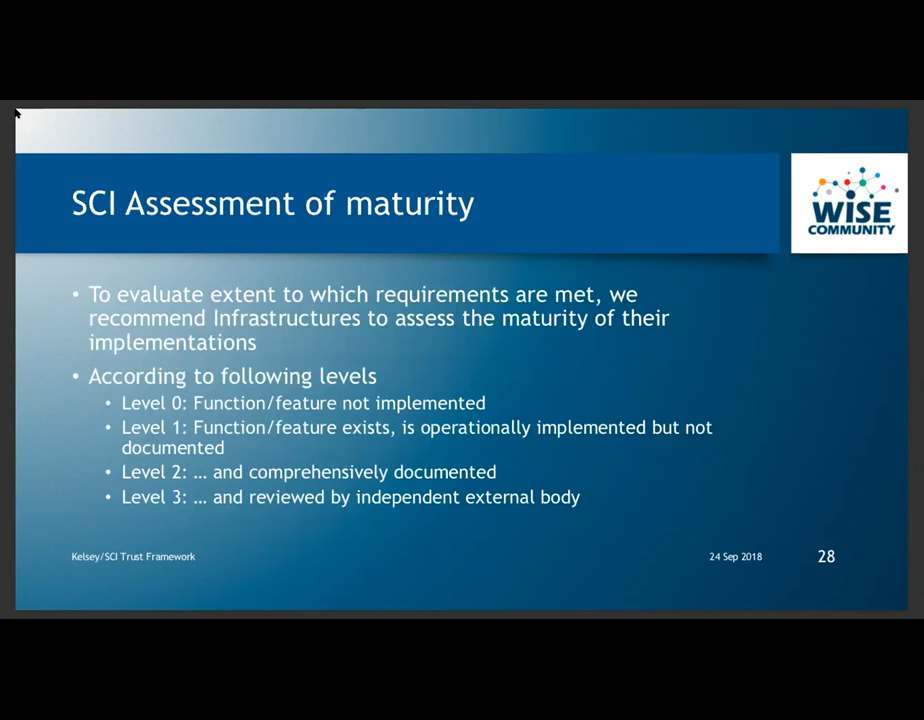 SCI Assessment of maturity
WISE
COMMUNITY
• To evaluate extent to which requirements are met, we
recommend Infrastructures to assess the maturity of their
implementations
• According to following levels
• Level 0: Function/feature not implemented
• Level 1: Function/feature exists, is operationally implemented but not
documented
• Level 2: … and comprehensively documented
• Level 3: … and reviewed by independent external body
Kelsey/SCI Trust Framework
24 Sep 2018
28